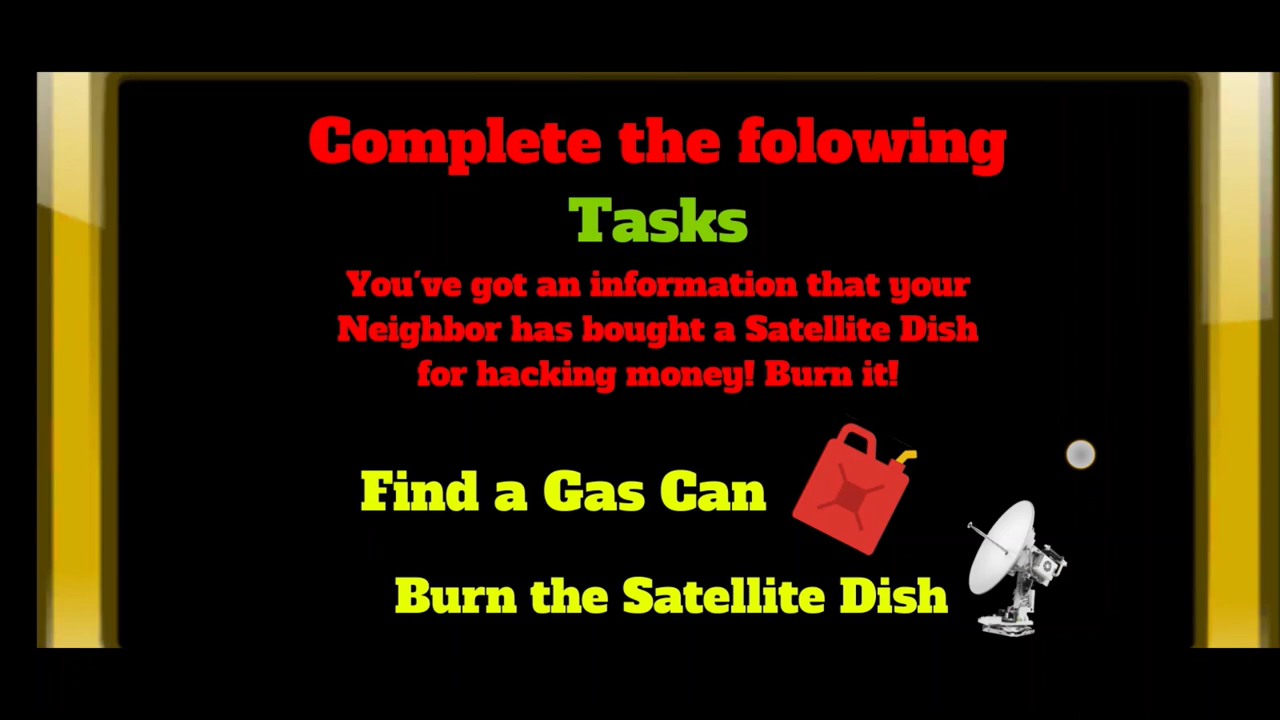 Complete the folowing
Tasks
You've got an information that your
Neighbor has bought a Satellite Dish
for hacking money! Burn it!
Find a Gas Can
Burn the Satellite Dish